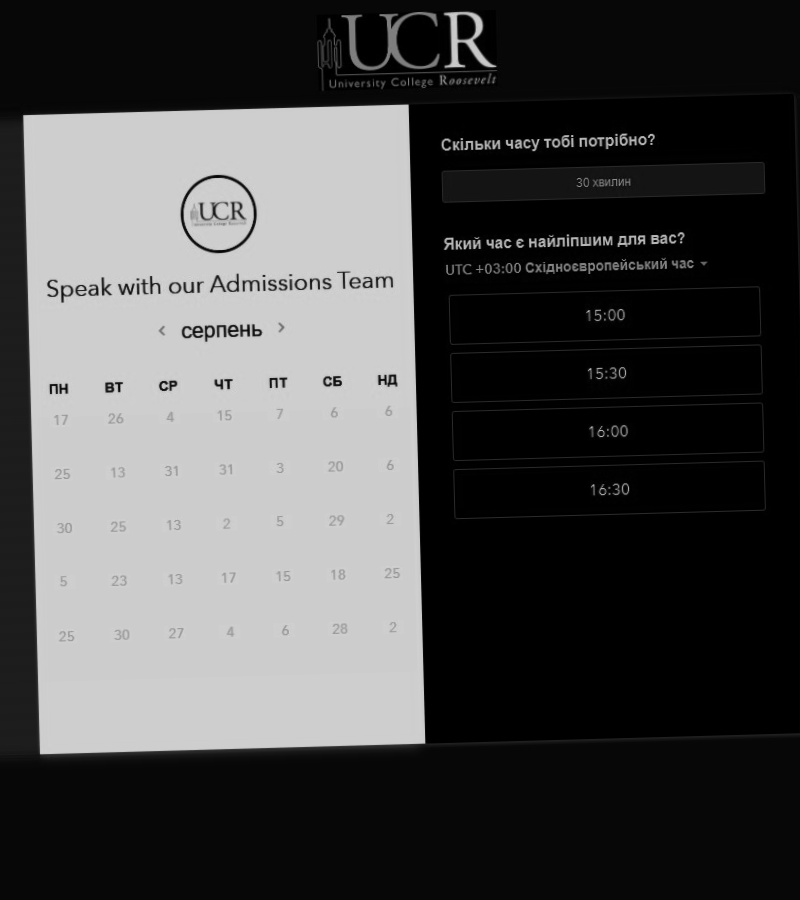 UCR
University College Roosevelt
UCR
Speak with our Admissions Team
серпень
ПН ВТ СР ЧТ ПТ СБ НД
17 26 4 15 7 6 6
25 13 31 31 3 20 6
30 25 13 2 5 29 2
5 23 13 17 15 18 25
25 30 27 4 6 28 2
Скільки часу тобі потрібно?
30 хвилин
Який час є найліпшим для вас?
UTC +03:00 Східноєвропейський час
15:00
15:30
16:00
16:30